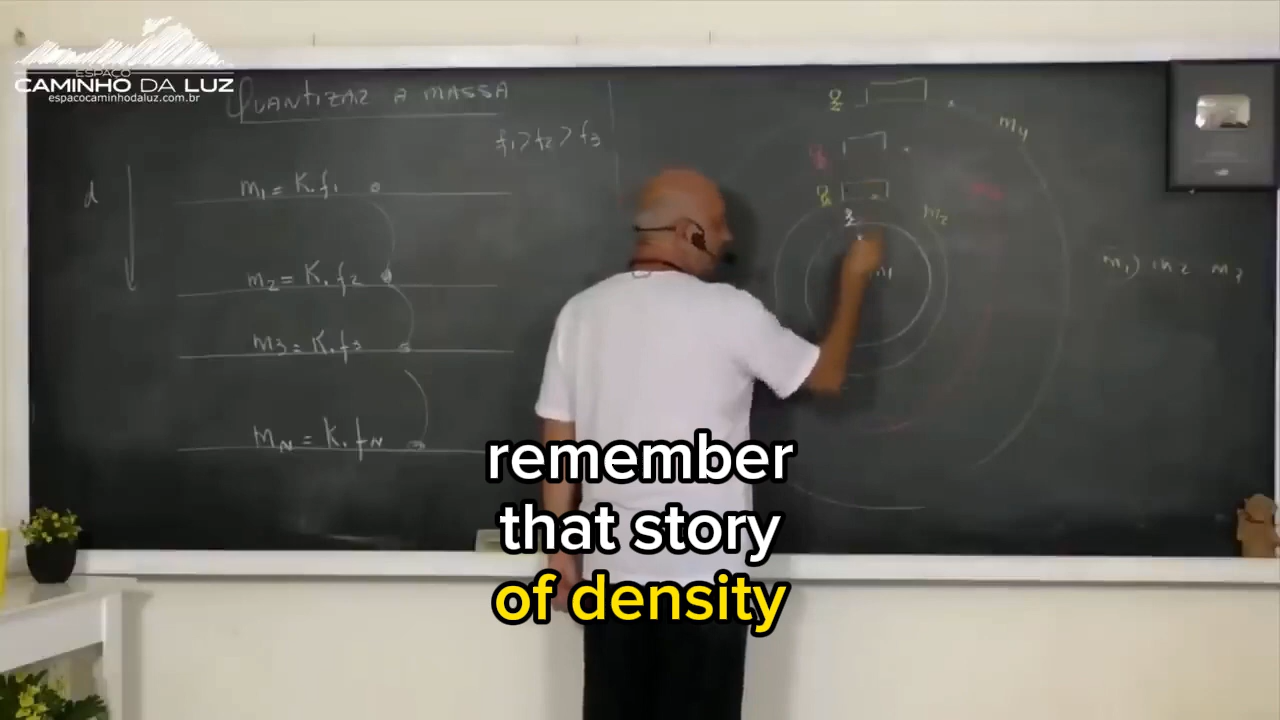 ESPAÇO
CAMINHO DA LUZ
espacocaminhodaluz.com.br
QUANTIZAR A MASSA
f1 > f2 > f3
d
m1 = K.f1
m2 = K.f2
m3 = K.f3
mN = K.fN
m4
m2
m1
m1) m2 m3
remember
that story
of density